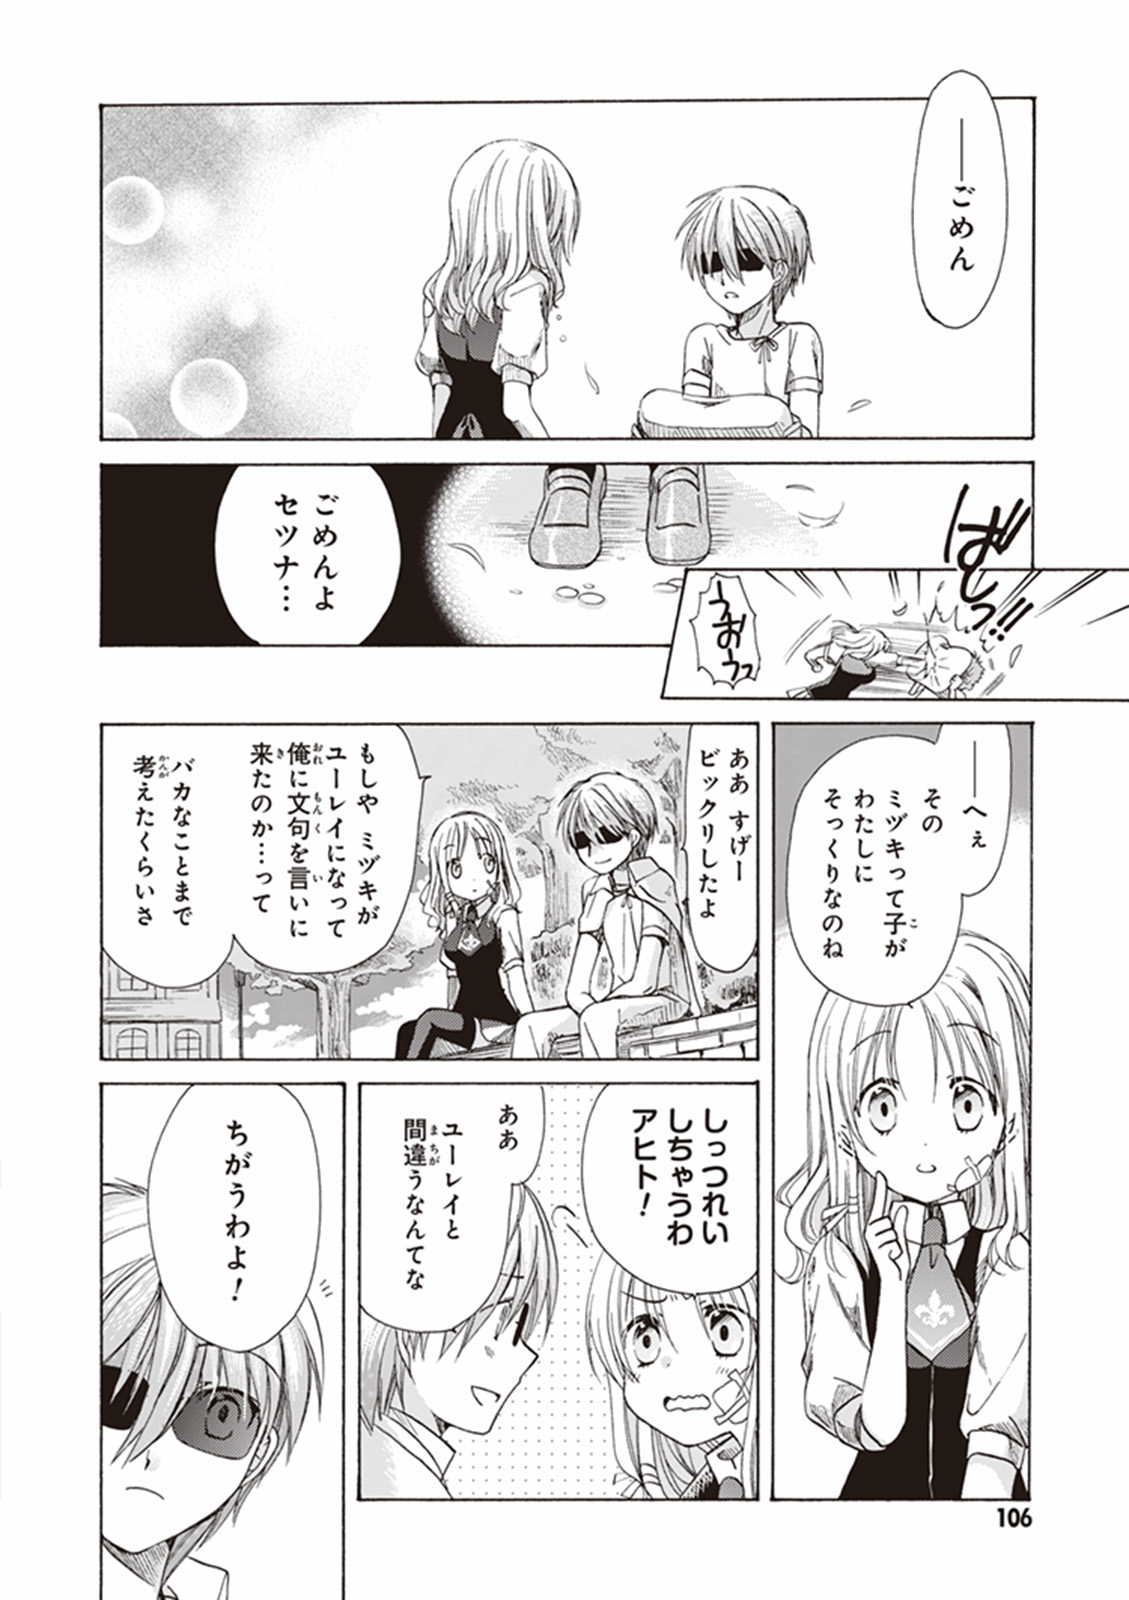 ――ごめん
ごめんよ
セツナ…
ばしっ!!
うおうっ
――へぇ
その
ミヅキって子が
わたしに
そっくりなのね
ああ すげー
ビックリしたよ
もしや ミヅキが
ユーレイになって
俺に文句を言いに
来たのか…って
バカなことまで
考えたくらいさ
しっつれい
しちゃうわ
アヒト!
ああ
ユーレイと
間違うなんてな
ちがうわよ!
106